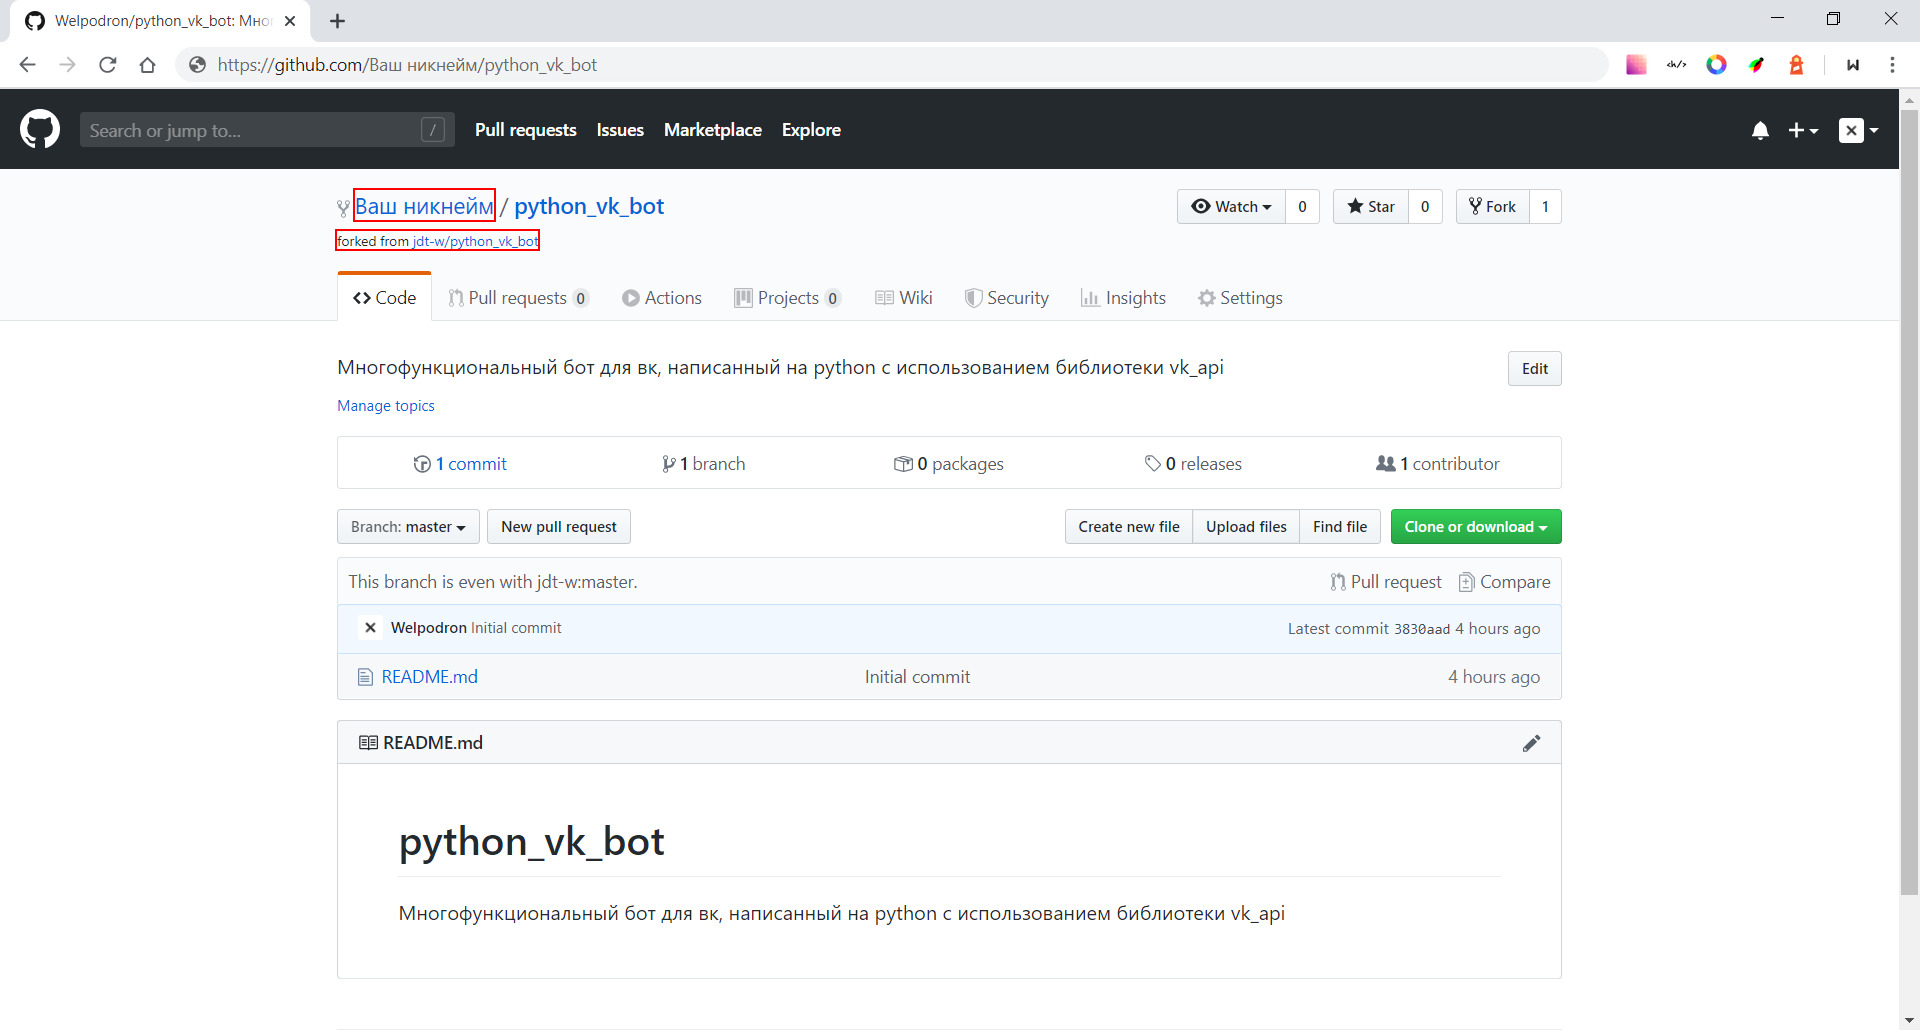 Welpodron/python_vk_bot: Мног
https://github.com/Ваш никнейм/python_vk_bot
Search or jump to... /
Pull requests Issues Marketplace Explore
Ваш никнейм / python_vk_bot
Watch 0 Star 0 Fork 1
forked from jdt-w/python_vk_bot
Code Pull requests 0 Actions Projects 0 Wiki Security Insights Settings
Многофункциональный бот для вк, написанный на python с использованием библиотеки vk_api
Edit
Manage topics
1 commit 1 branch 0 packages 0 releases 1 contributor
Branch: master New pull request Create new file Upload files Find file Clone or download
This branch is even with jdt-w:master. Pull request Compare
Welpodron Initial commit Latest commit 3830aad 4 hours ago
README.md Initial commit 4 hours ago
README.md
python_vk_bot
Многофункциональный бот для вк, написанный на python с использованием библиотеки vk_api